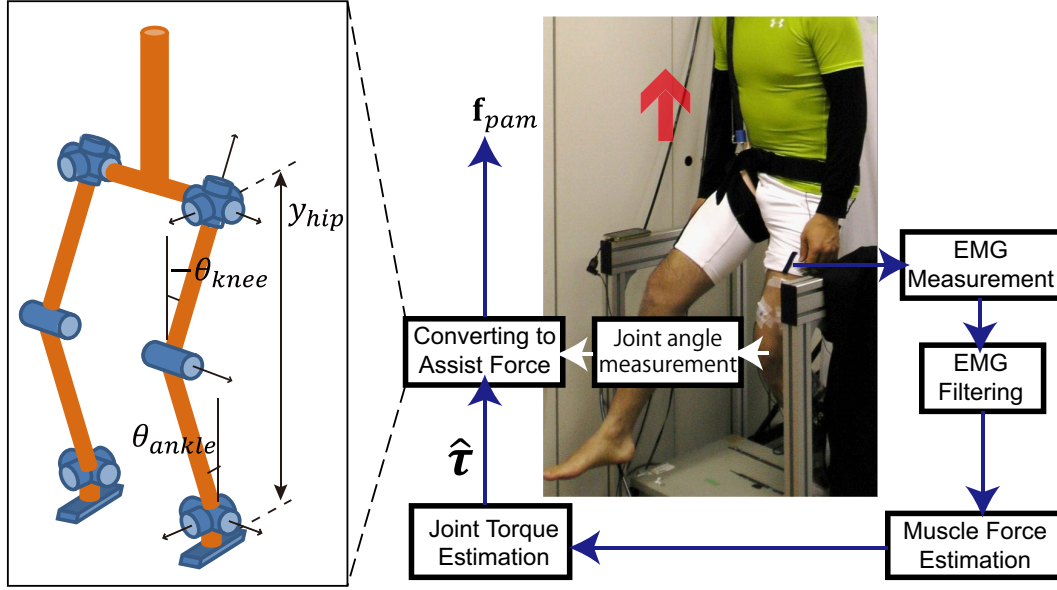 f_pam
y_hip
θ_knee
θ_ankle
EMG
Measurement
EMG
Filtering
Converting to
Assist Force
Joint angle
measurement
τ̂
Joint Torque
Estimation
Muscle Force
Estimation